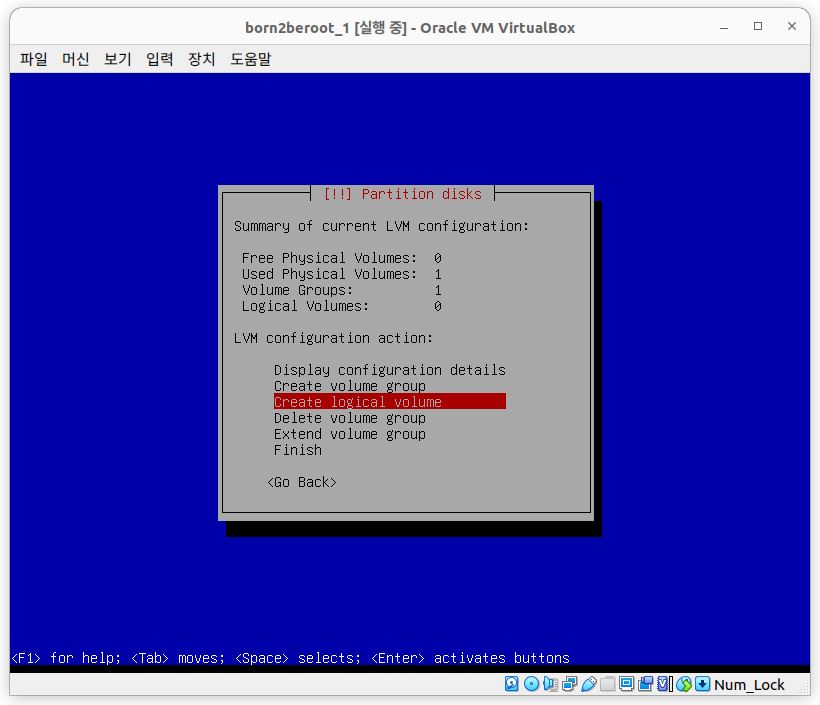 born2beroot_1 [실행 중] - Oracle VM VirtualBox
파일 머신 보기 입력 장치 도움말
[!!] Partition disks
Summary of current LVM configuration:
Free Physical Volumes: 0
Used Physical Volumes: 1
Volume Groups: 1
Logical Volumes: 0
LVM configuration action:
Display configuration details
Create volume group
Create logical volume
Delete volume group
Extend volume group
Finish
<Go Back>
<F1> for help; <Tab> moves; <Space> selects; <Enter> activates buttons
Num_Lock